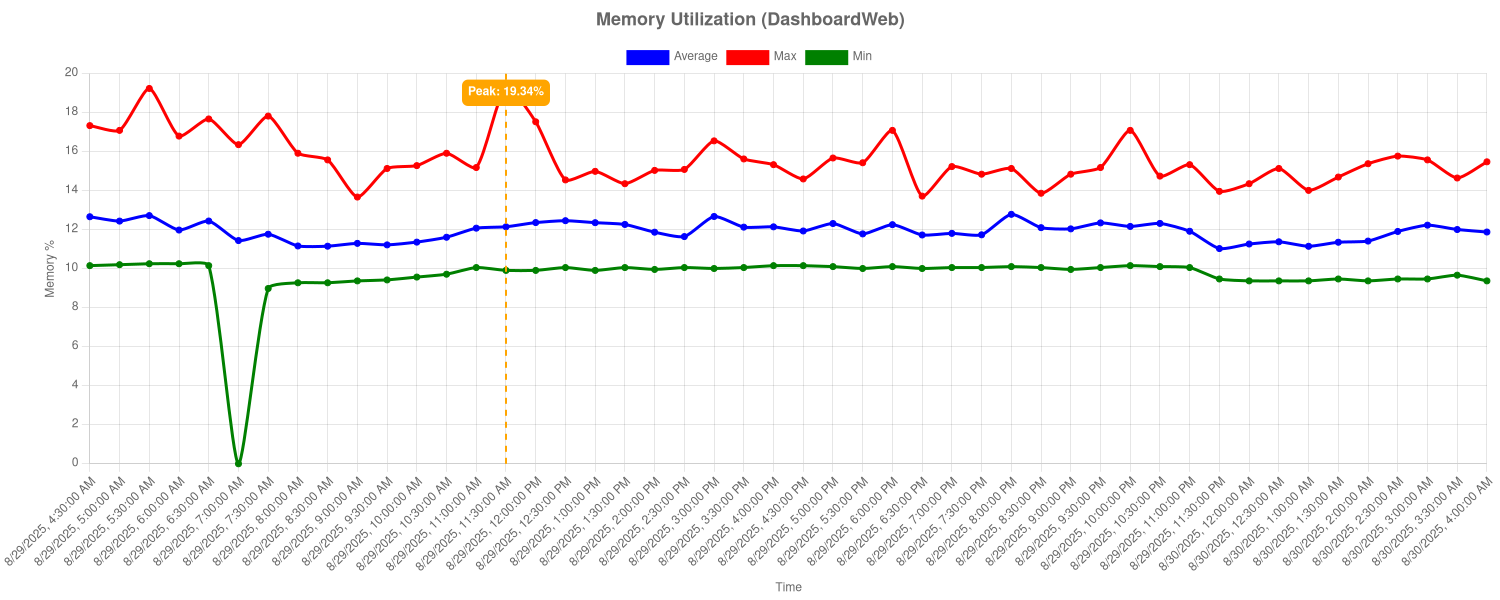 Memory Utilization (DashboardWeb)
Average Max Min
Peak: 19.34%
20
18
16
14
12
10
8
6
4
2
0
Memory %
8/29/2025, 4:30:00 AM
8/29/2025, 5:00:00 AM
8/29/2025, 5:30:00 AM
8/29/2025, 6:00:00 AM
8/29/2025, 6:30:00 AM
8/29/2025, 7:00:00 AM
8/29/2025, 7:30:00 AM
8/29/2025, 8:00:00 AM
8/29/2025, 8:30:00 AM
8/29/2025, 9:00:00 AM
8/29/2025, 9:30:00 AM
8/29/2025, 10:00:00 AM
8/29/2025, 10:30:00 AM
8/29/2025, 11:00:00 AM
8/29/2025, 11:30:00 AM
8/29/2025, 12:00:00 PM
8/29/2025, 12:30:00 PM
8/29/2025, 1:00:00 PM
8/29/2025, 1:30:00 PM
8/29/2025, 2:00:00 PM
8/29/2025, 2:30:00 PM
8/29/2025, 3:00:00 PM
8/29/2025, 3:30:00 PM
8/29/2025, 4:00:00 PM
8/29/2025, 4:30:00 PM
8/29/2025, 5:00:00 PM
8/29/2025, 5:30:00 PM
8/29/2025, 6:00:00 PM
8/29/2025, 6:30:00 PM
8/29/2025, 7:00:00 PM
8/29/2025, 7:30:00 PM
8/29/2025, 8:00:00 PM
8/29/2025, 8:30:00 PM
8/29/2025, 9:00:00 PM
8/29/2025, 9:30:00 PM
8/29/2025, 10:00:00 PM
8/29/2025, 10:30:00 PM
8/29/2025, 11:00:00 PM
8/29/2025, 11:30:00 PM
8/30/2025, 12:00:00 AM
8/30/2025, 12:30:00 AM
8/30/2025, 1:00:00 AM
8/30/2025, 1:30:00 AM
8/30/2025, 2:00:00 AM
8/30/2025, 2:30:00 AM
8/30/2025, 3:00:00 AM
8/30/2025, 3:30:00 AM
8/30/2025, 4:00:00 AM
Time